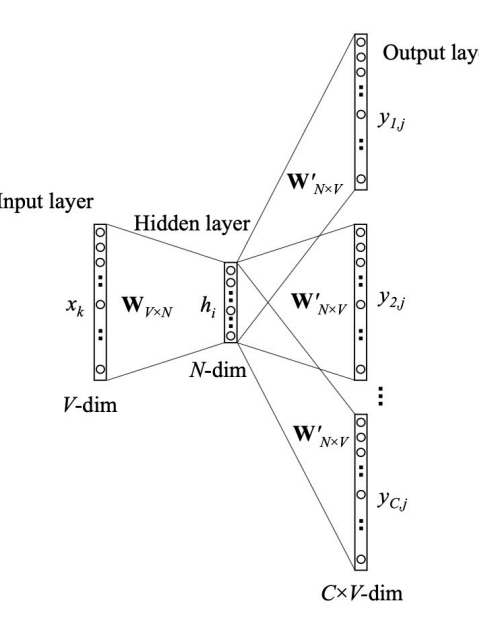 Output lay
y1,j
W'N×V
Input layer
Hidden layer
xk
WV×N
hi
W'N×V
y2,j
N-dim
V-dim
W'N×V
yC,j
C×V-dim